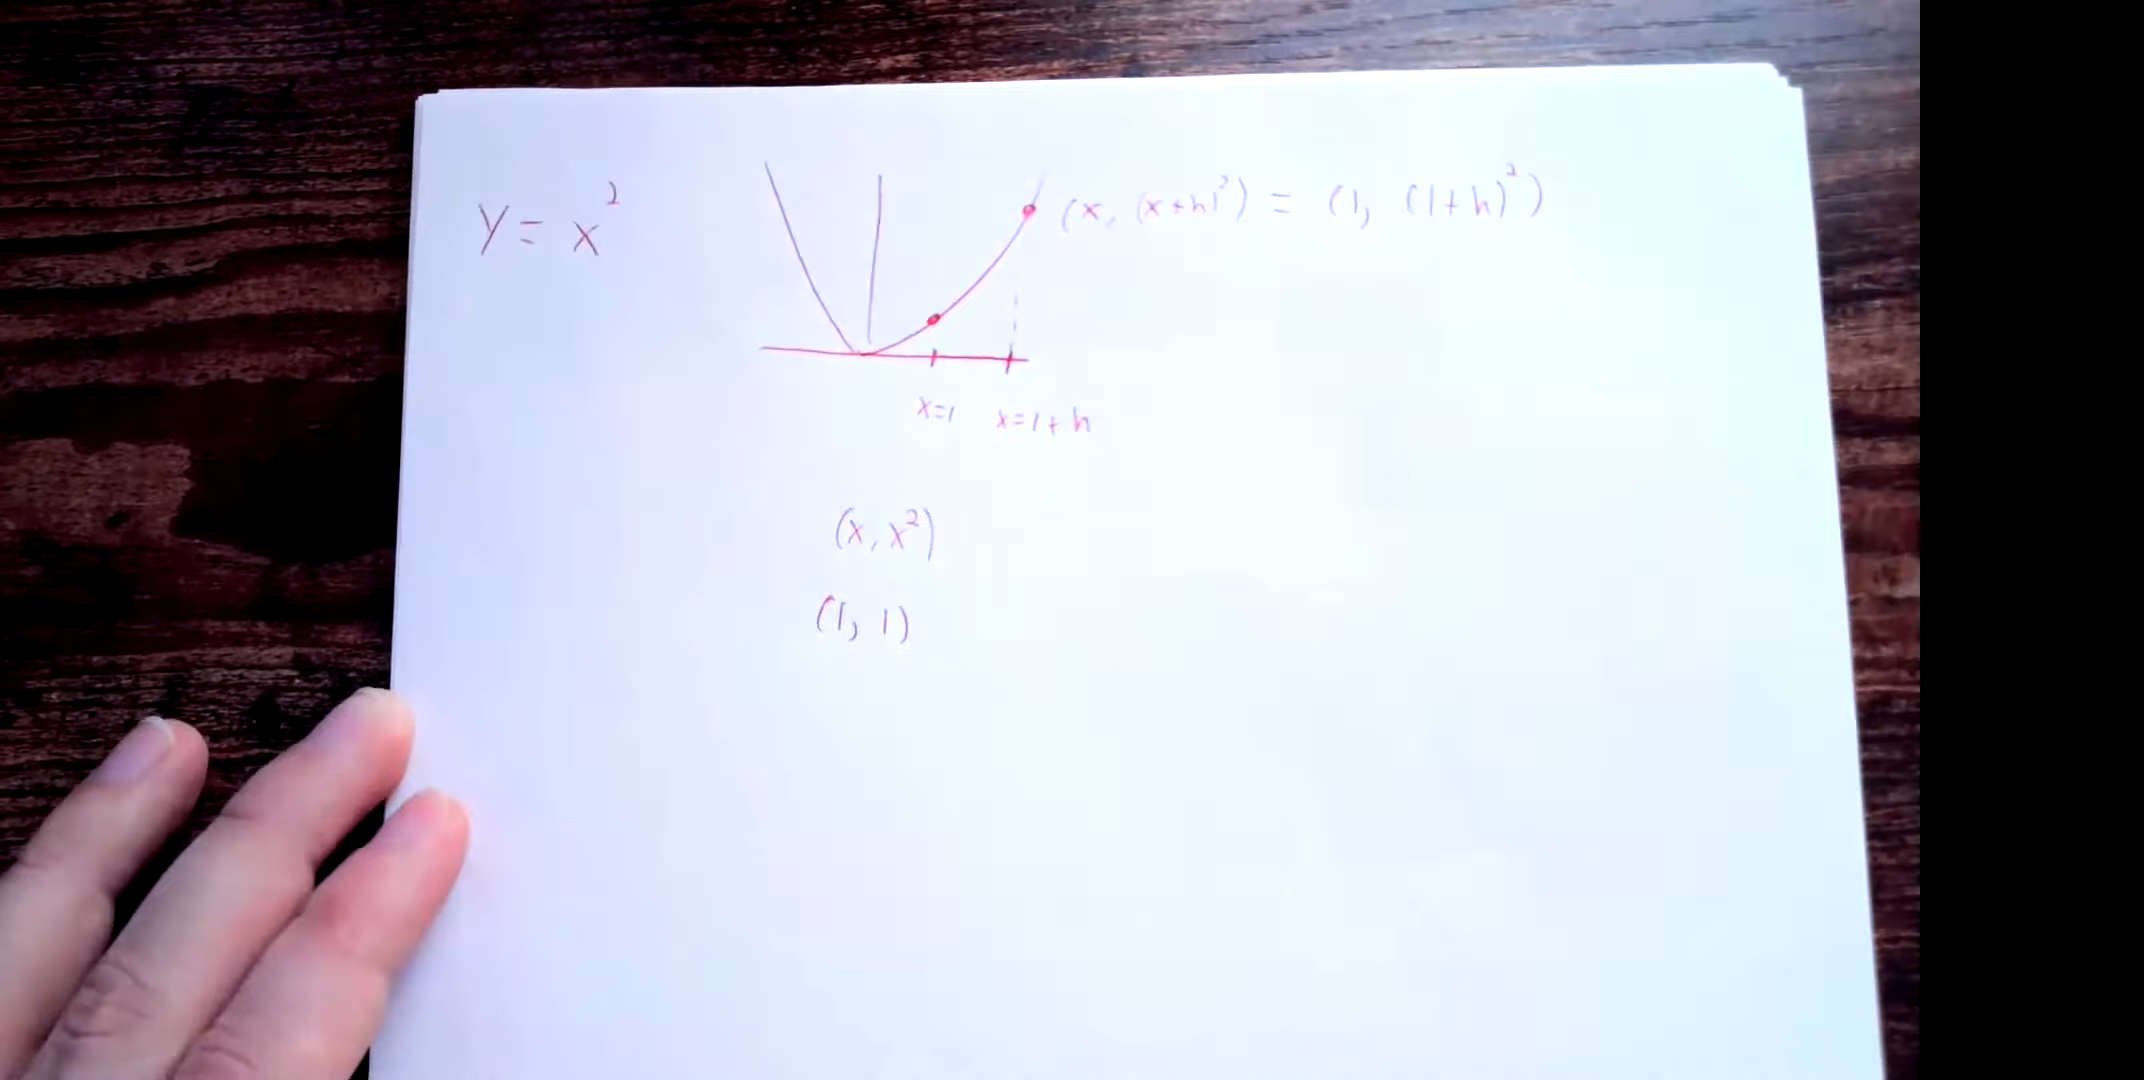 y = x²
(x, (x+h)²) = (1, (1+h)²)
x=1 x=1+h
(x, x²)
(1, 1)